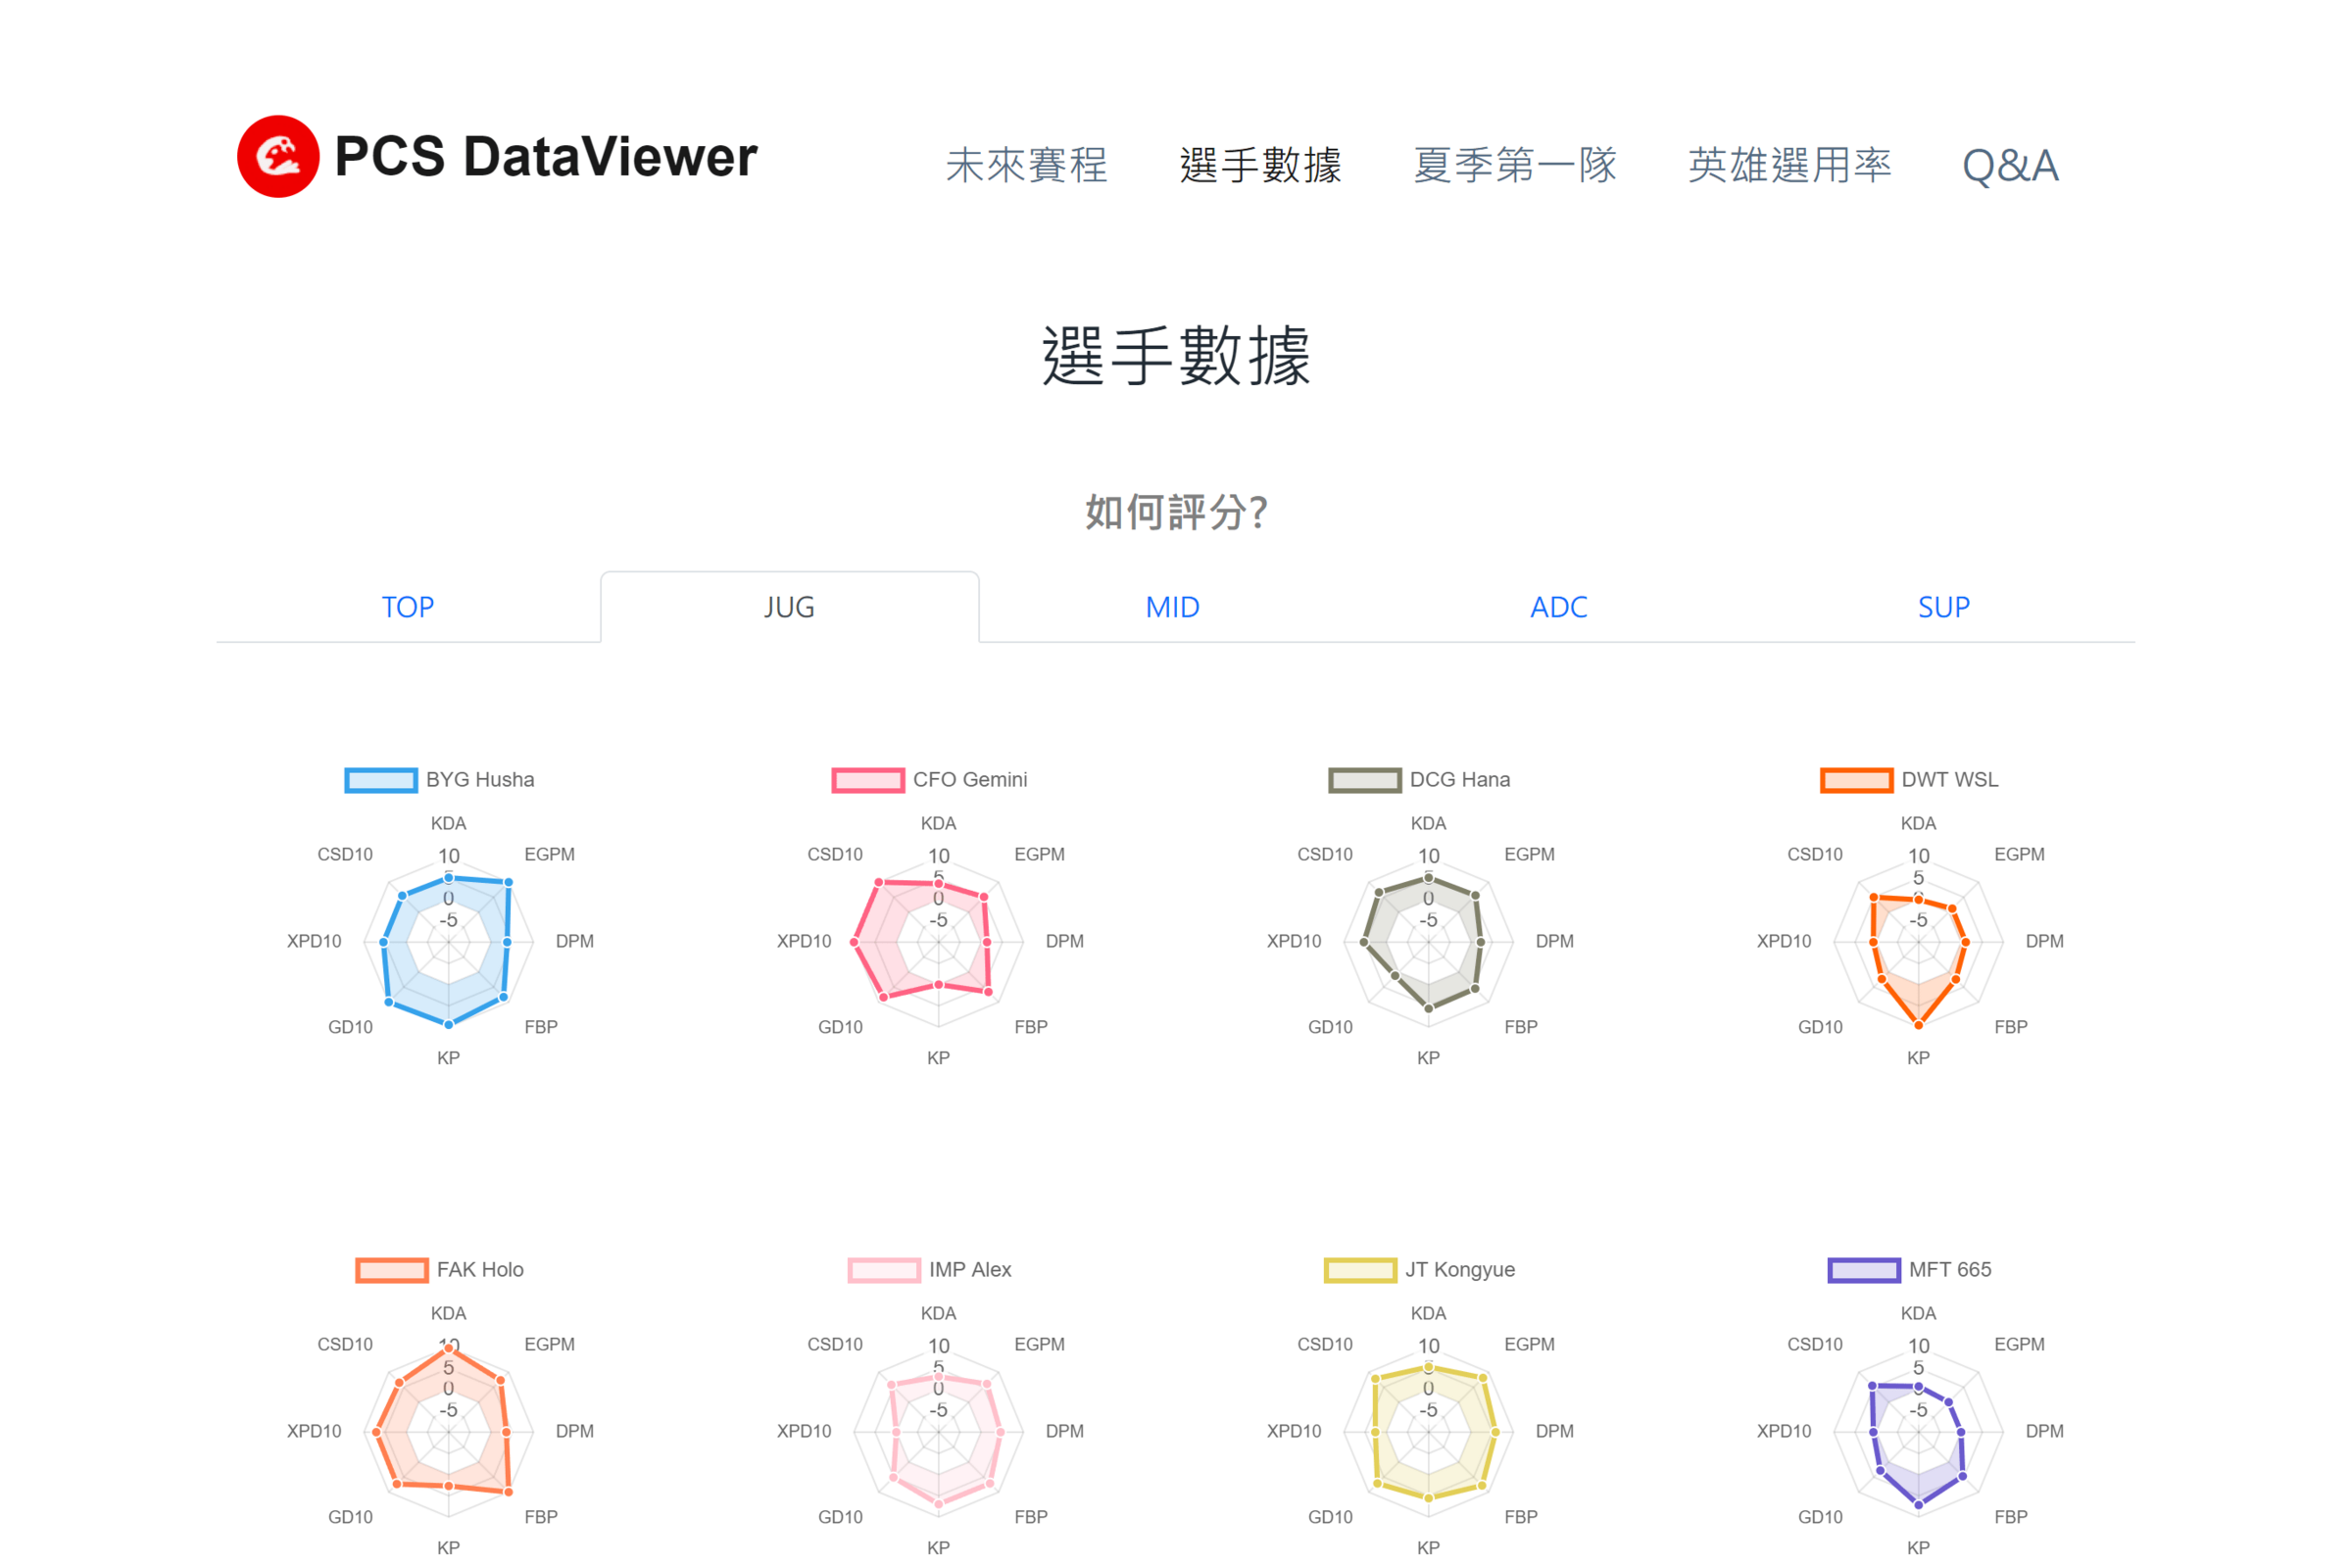 PCS DataViewer
未來賽程 選手數據 夏季第一隊 英雄選用率 Q&A
選手數據
如何評分?
TOP JUG MID ADC SUP
BYG Husha
KDA
EGPM
DPM
FBP
KP
GD10
XPD10
CSD10
10
5
0
-5
CFO Gemini
KDA
EGPM
DPM
FBP
KP
GD10
XPD10
CSD10
10
5
0
-5
DCG Hana
KDA
EGPM
DPM
FBP
KP
GD10
XPD10
CSD10
10
0
-5
DWT WSL
KDA
EGPM
DPM
FBP
KP
GD10
XPD10
CSD10
10
5
-5
FAK Holo
KDA
EGPM
DPM
FBP
KP
GD10
XPD10
CSD10
10
5
0
-5
IMP Alex
KDA
EGPM
DPM
FBP
KP
GD10
XPD10
CSD10
10
5
0
-5
JT Kongyue
KDA
EGPM
DPM
FBP
KP
GD10
XPD10
CSD10
10
0
-5
MFT 665
KDA
EGPM
DPM
FBP
KP
GD10
XPD10
CSD10
10
5
-5